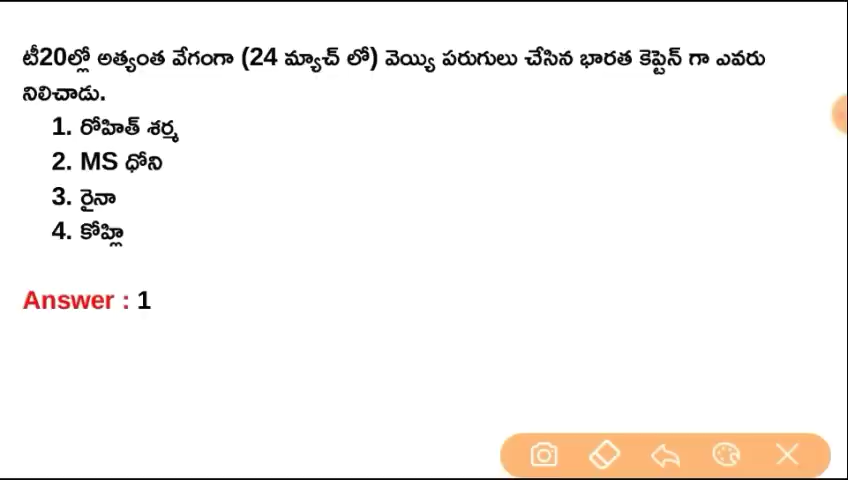 టీ20ల్లో అత్యంత వేగంగా (24 మ్యాచ్ లో) వెయ్యి పరుగులు చేసిన భారత కెప్టెన్ గా ఎవరు
నిలిచాడు.
1. రోహిత్ శర్మ
2. MS ధోని
3. రైనా
4. కోహ్లి
Answer : 1